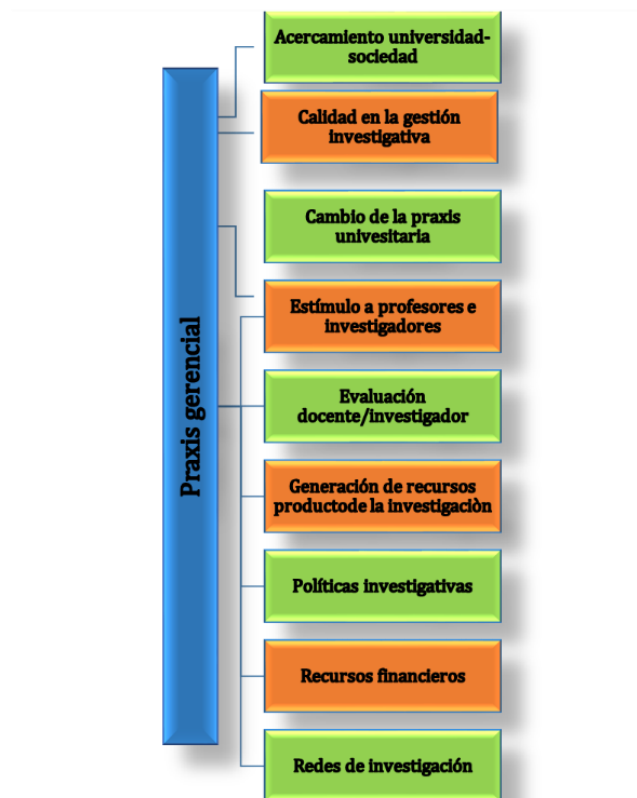 Praxis gerencial
Acercamiento universidad-
sociedad
Calidad en la gestión
investigativa
Cambio de la praxis
univesitaria
Estímulo a profesores e
investigadores
Evaluación
docente/investigador
Generación de recursos
productode la investigaciòn
Políticas investigativas
Recursos financieros
Redes de investigación